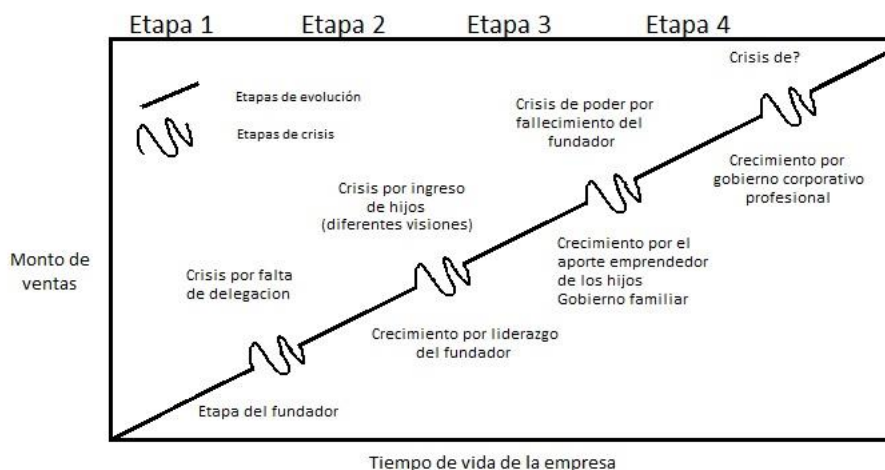 Etapa 1
Etapa 2
Etapa 3
Etapa 4
Crisis de?
Etapas de evolución
Etapas de crisis
Crisis de poder por
fallecimiento del
fundador
Crecimiento por
gobierno corporativo
profesional
Crisis por ingreso
de hijos
(diferentes visiones)
Crecimiento por el
aporte emprendedor
de los hijos
Gobierno familiar
Monto de
ventas
Crisis por falta
de delegacion
Crecimiento por liderazgo
del fundador
Etapa del fundador
Tiempo de vida de la empresa